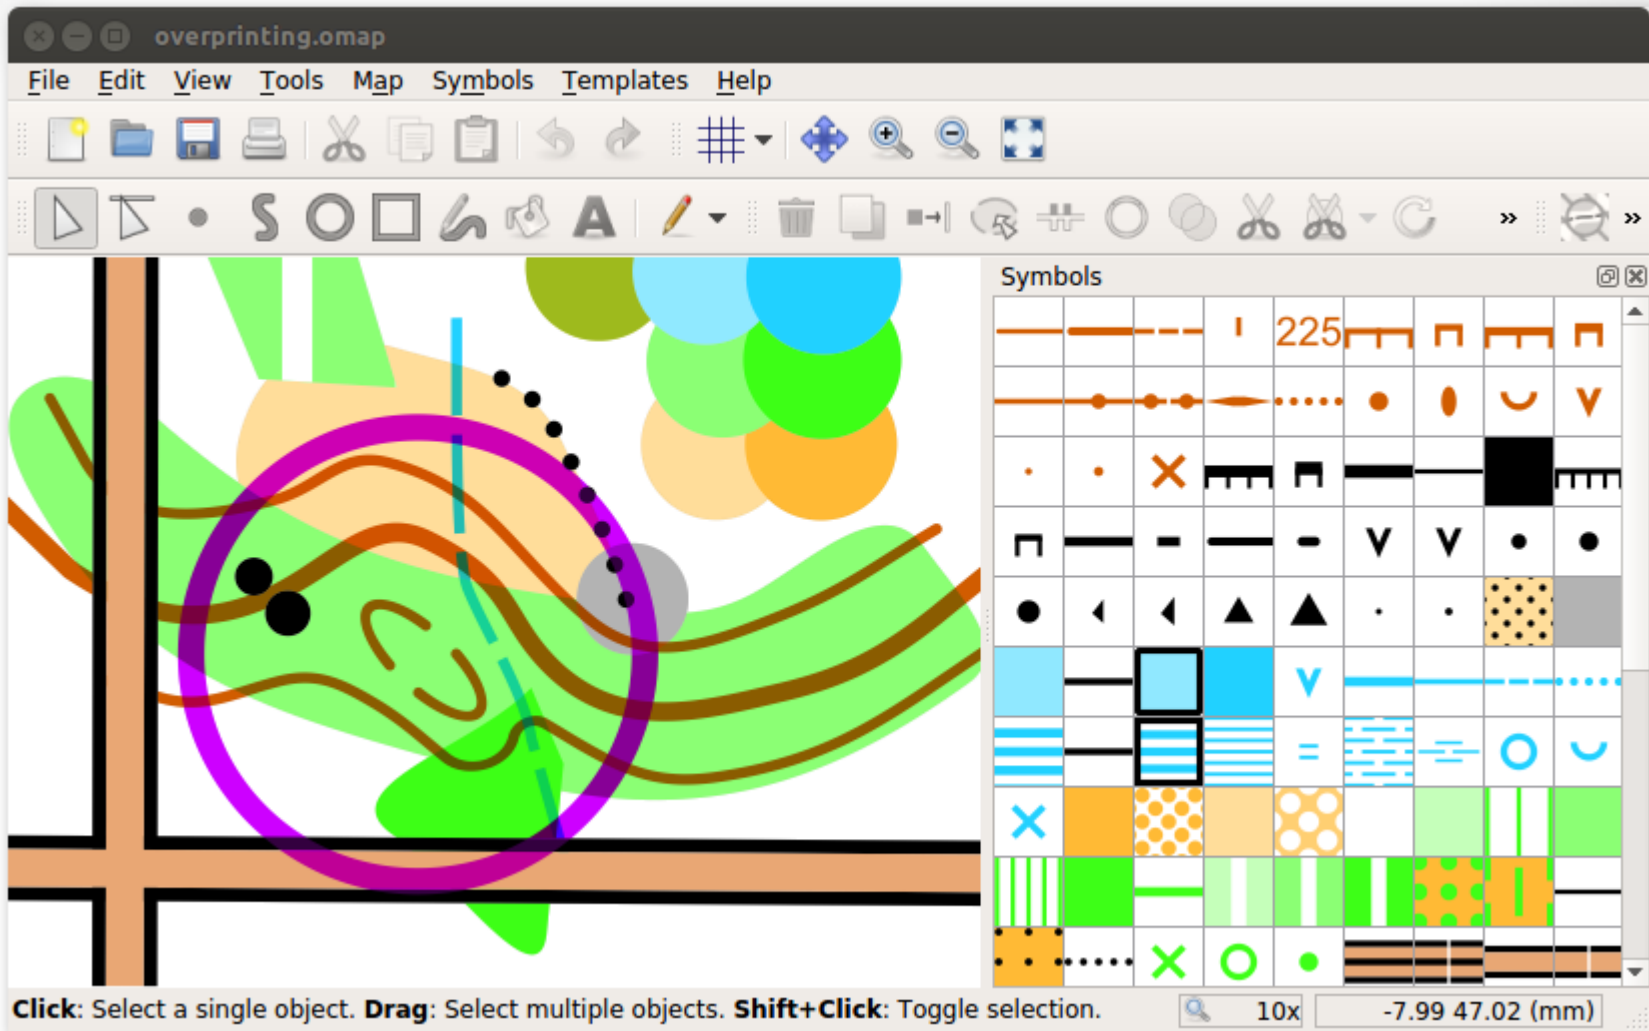 overprinting.omap
File Edit View Tools Map Symbols Templates Help
A » »
Symbols
225
Click: Select a single object. Drag: Select multiple objects. Shift+Click: Toggle selection. 10x -7.99 47.02 (mm)